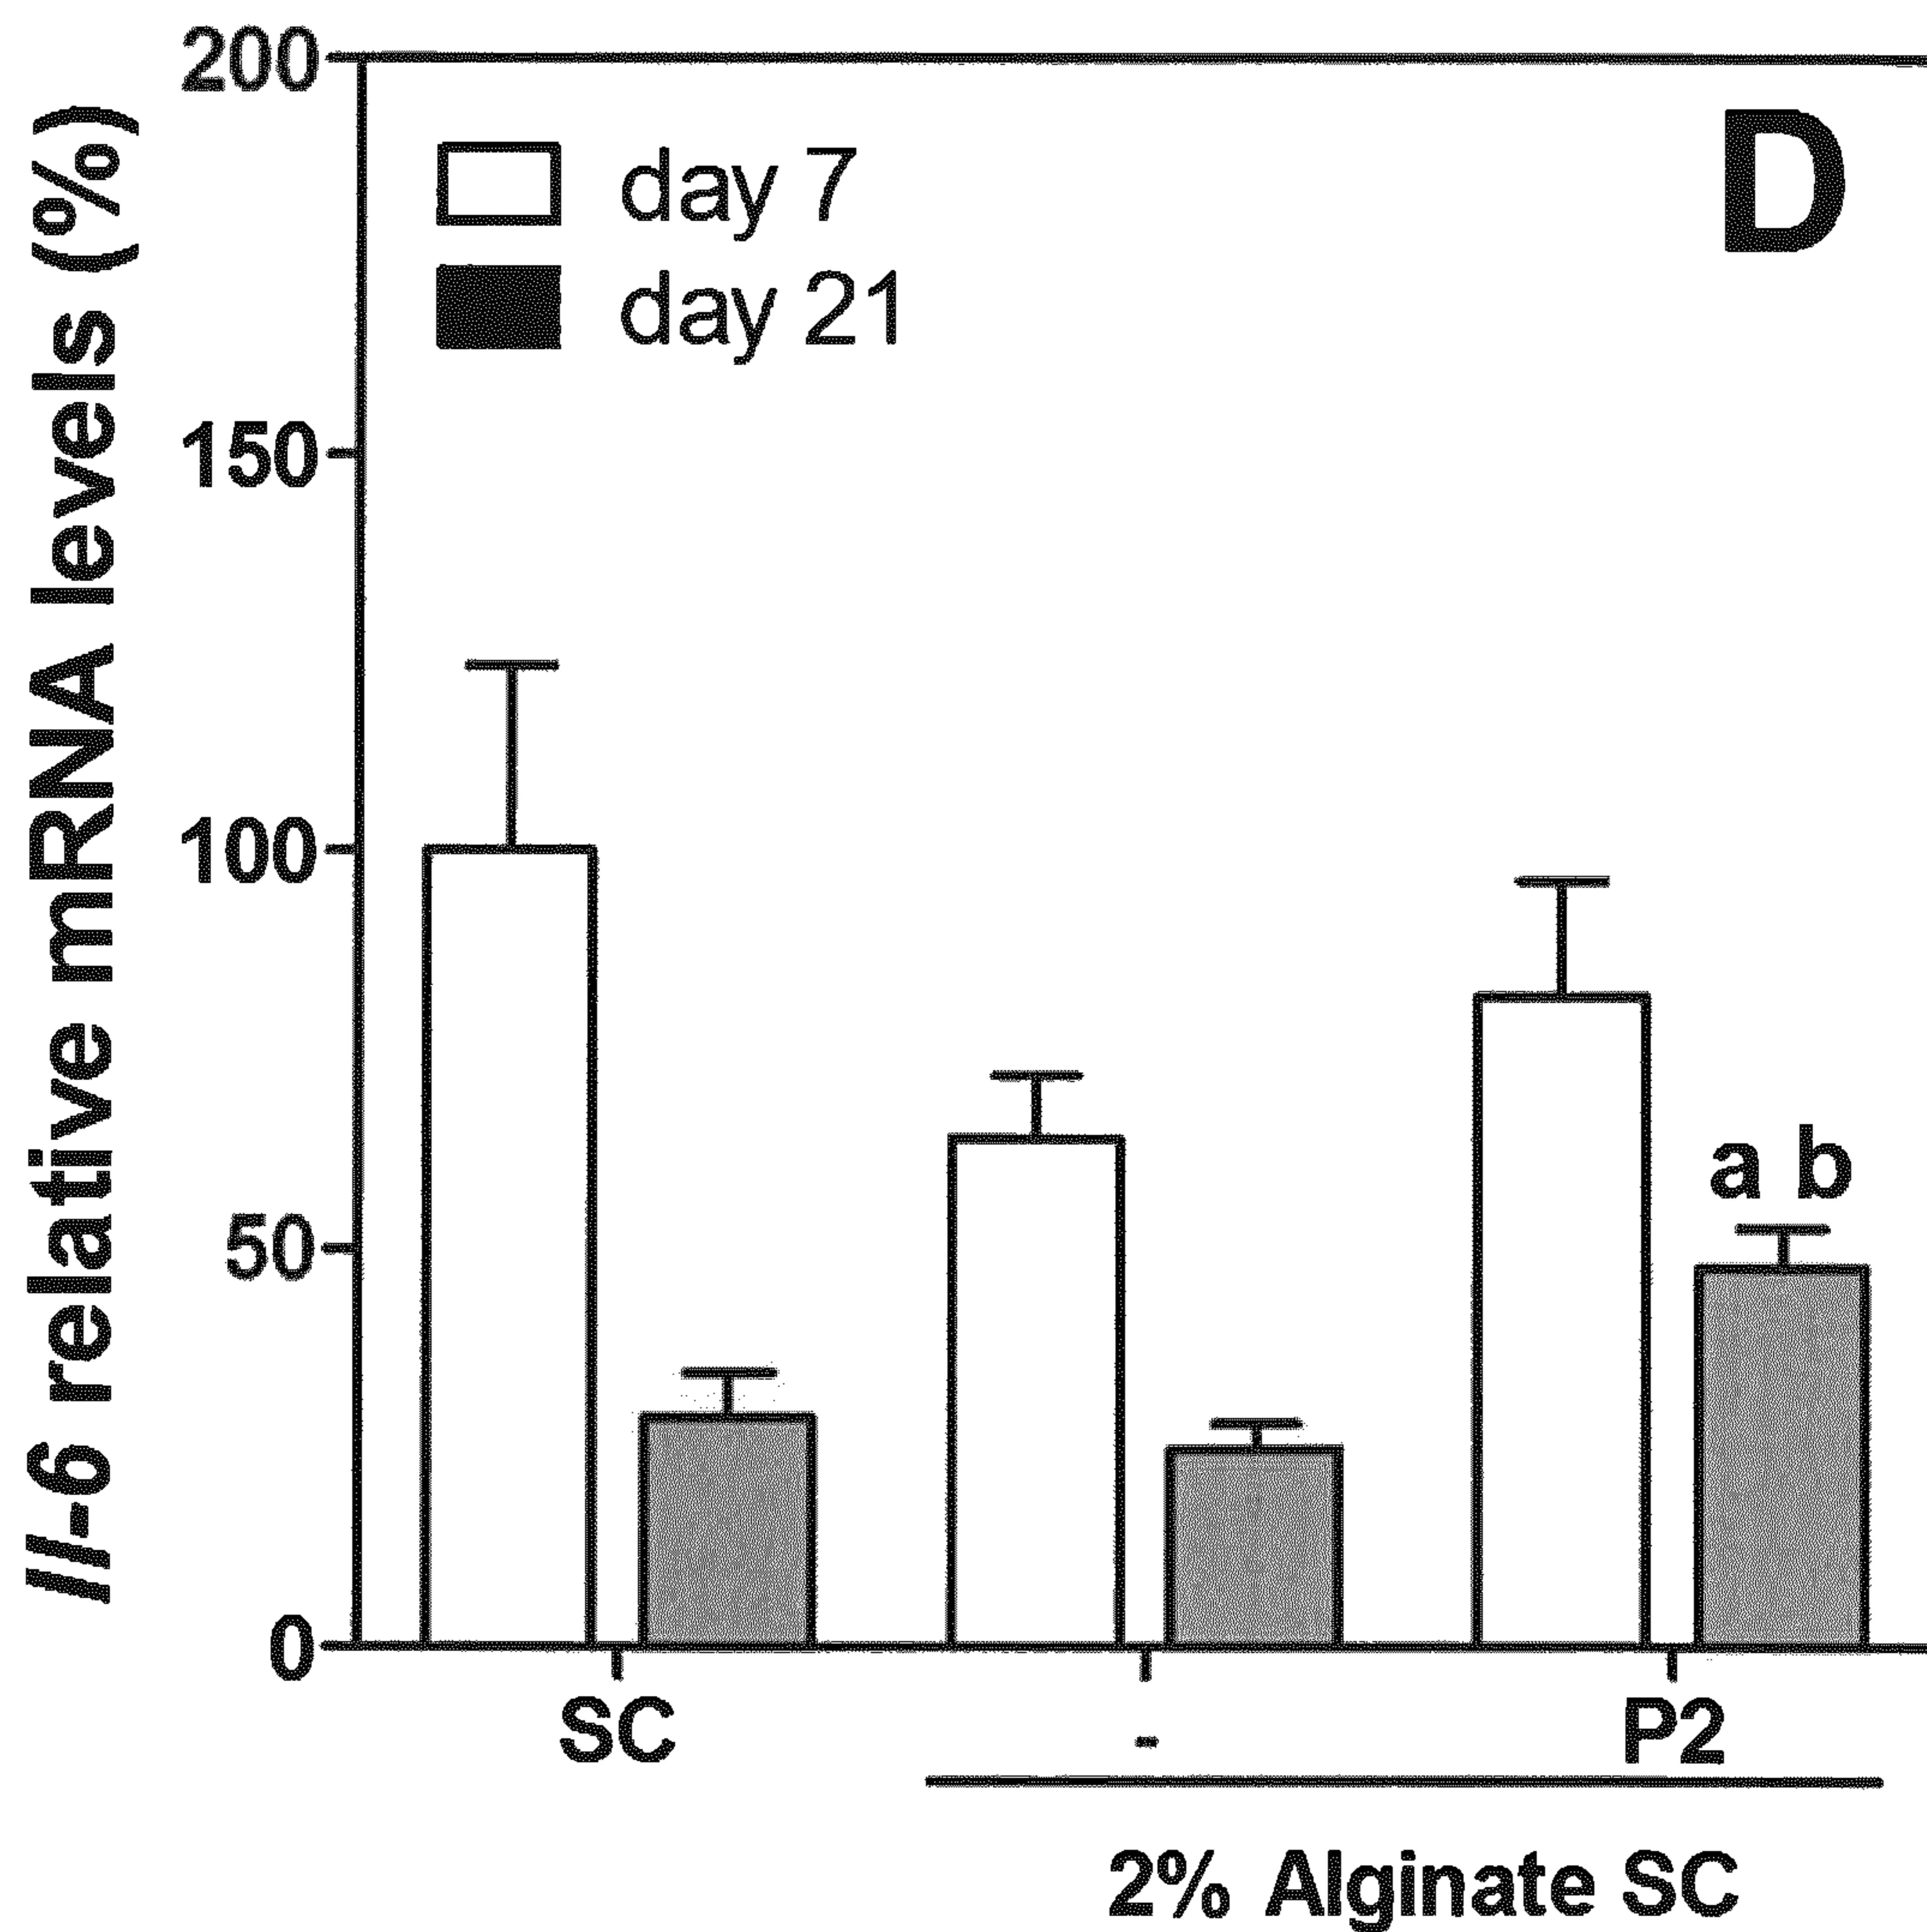 Il-6 relative mRNA levels (%)
200
150
100
50
0
day 7
day 21
D
a b
SC
-
P2
2% Alginate SC